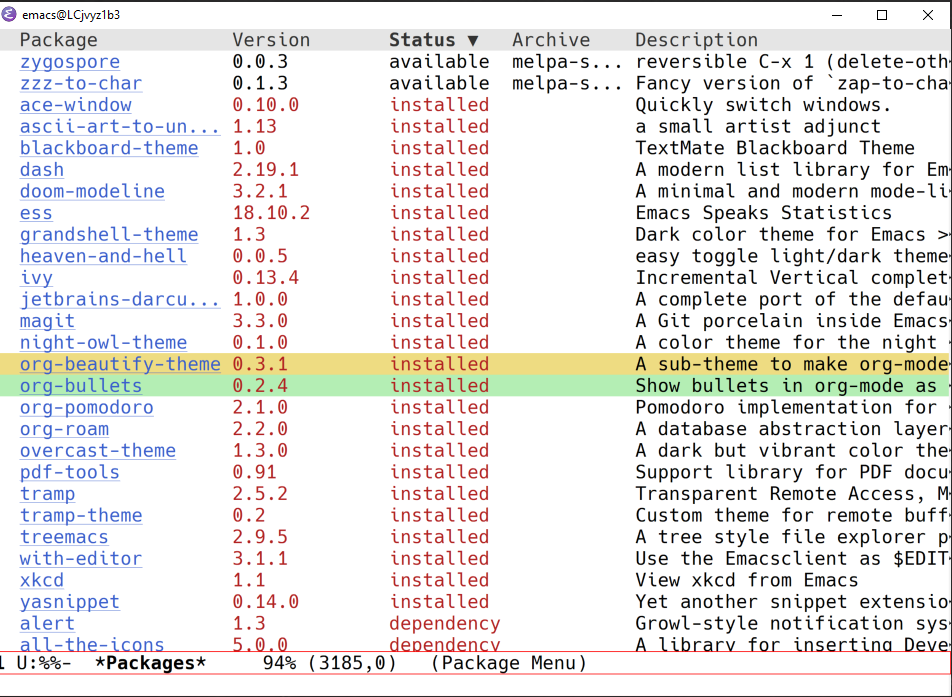 emacs@LCjvyz1b3
Package Version Status ▼ Archive Description
zygospore 0.0.3 available melpa-s... reversible C-x 1 (delete-oth
zzz-to-char 0.1.3 available melpa-s... Fancy version of `zap-to-cha
ace-window 0.10.0 installed Quickly switch windows.
ascii-art-to-un... 1.13 installed a small artist adjunct
blackboard-theme 1.0 installed TextMate Blackboard Theme
dash 2.19.1 installed A modern list library for Em
doom-modeline 3.2.1 installed A minimal and modern mode-li
ess 18.10.2 installed Emacs Speaks Statistics
grandshell-theme 1.3 installed Dark color theme for Emacs >
heaven-and-hell 0.0.5 installed easy toggle light/dark theme
ivy 0.13.4 installed Incremental Vertical complet
jetbrains-darcu... 1.0.0 installed A complete port of the defau
magit 3.3.0 installed A Git porcelain inside Emacs
night-owl-theme 0.1.0 installed A color theme for the night
org-beautify-theme 0.3.1 installed A sub-theme to make org-mode
org-bullets 0.2.4 installed Show bullets in org-mode as
org-pomodoro 2.1.0 installed Pomodoro implementation for
org-roam 2.2.0 installed A database abstraction layer
overcast-theme 1.3.0 installed A dark but vibrant color the
pdf-tools 0.91 installed Support library for PDF docu
tramp 2.5.2 installed Transparent Remote Access, M
tramp-theme 0.2 installed Custom theme for remote buff
treemacs 2.9.5 installed A tree style file explorer p
with-editor 3.1.1 installed Use the Emacsclient as $EDIT
xkcd 1.1 installed View xkcd from Emacs
yasnippet 0.14.0 installed Yet another snippet extensio
alert 1.3 dependency Growl-style notification sys
all-the-icons 5.0.0 dependency A library for inserting Deve
1 U:%%- *Packages* 94% (3185,0) (Package Menu)